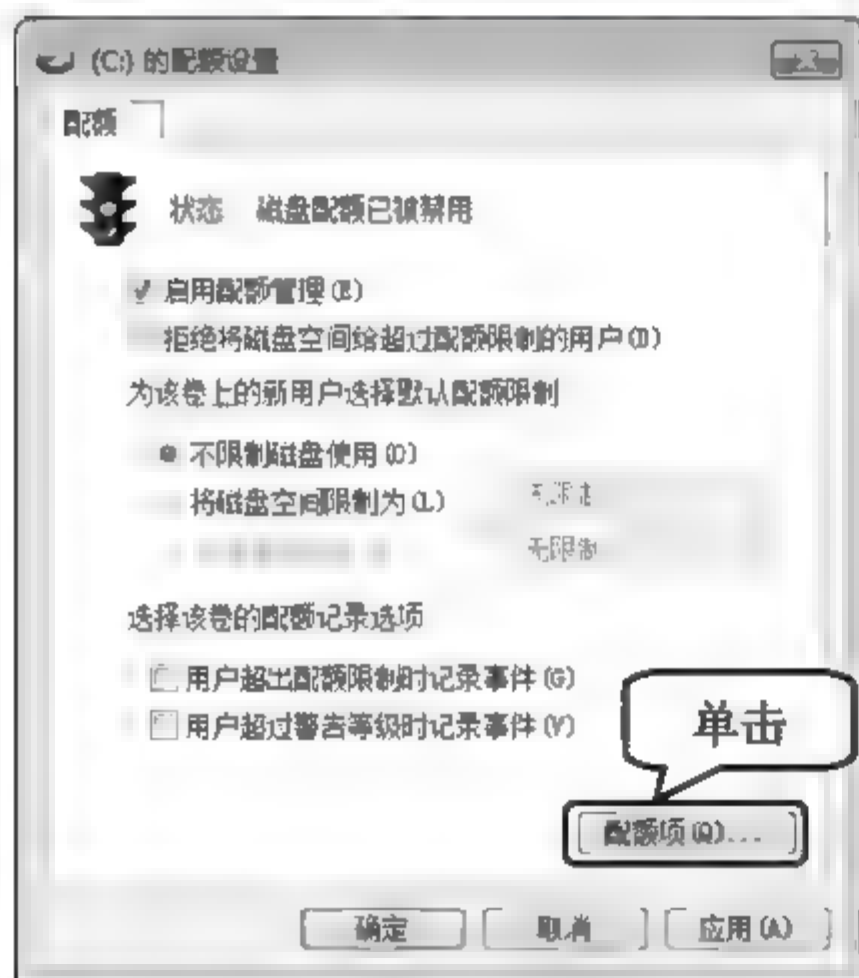 (C:) 的配额设置
配额
状态 磁盘配额已被禁用
启用配额管理(E)
拒绝将磁盘空间给超过配额限制的用户(D)
为该卷上的新用户选择默认配额限制
不限制磁盘使用(O)
将磁盘空间限制为(L) 无限制
无限制
选择该卷的配额记录选项
用户超出配额限制时记录事件(G)
用户超过警告等级时记录事件(V)
单击
配额项(Q)...
确定 取消 应用(A)